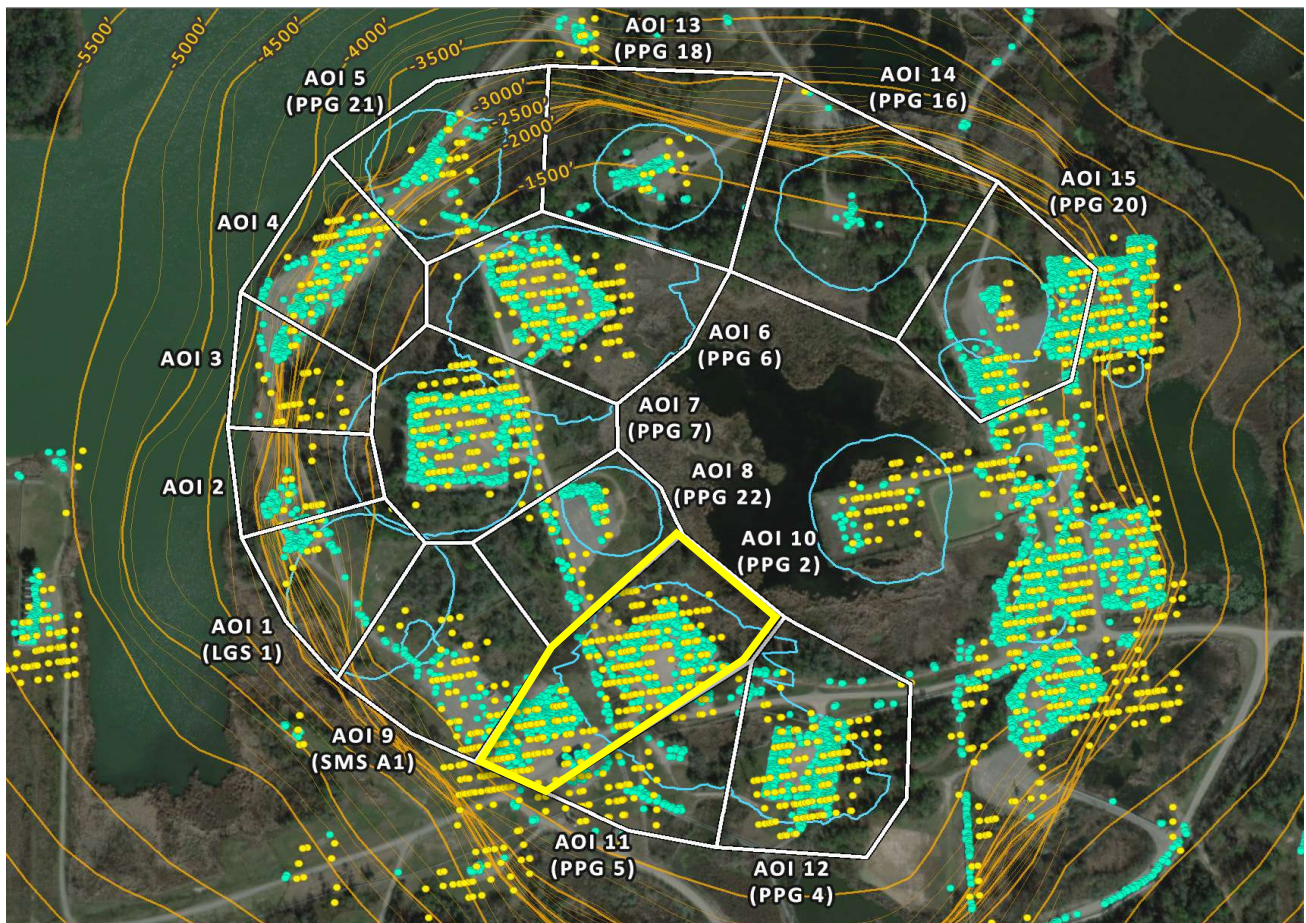 -5500'
-5000'
-4500'
-4000'
-3500'
-3000'
-2500'
-2000'
-1500'
AOI 13
(PPG 18)
AOI 14
(PPG 16)
AOI 5
(PPG 21)
AOI 15
(PPG 20)
AOI 4
AOI 3
AOI 6
(PPG 6)
AOI 7
(PPG 7)
AOI 2
AOI 8
(PPG 22)
AOI 10
(PPG 2)
AOI 1
(LGS 1)
AOI 9
(SMS A1)
AOI 11
(PPG 5)
AOI 12
(PPG 4)